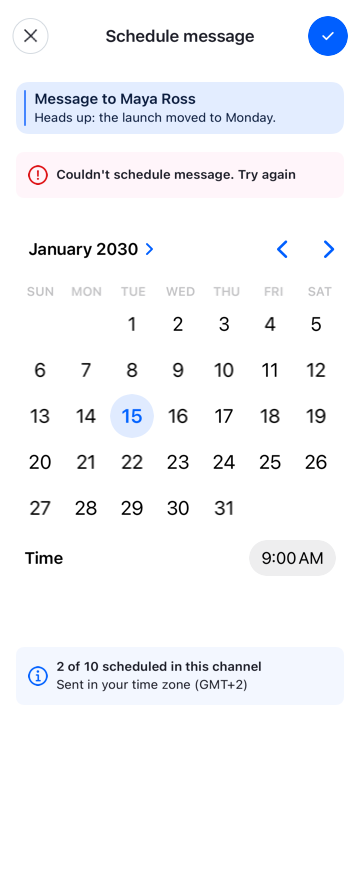 Schedule message
Message to Maya Ross
Heads up: the launch moved to Monday.
Couldn't schedule message. Try again
January 2030
SUN MON TUE WED THU FRI SAT
1 2 3 4 5
6 7 8 9 10 11 12
13 14 15 16 17 18 19
20 21 22 23 24 25 26
27 28 29 30 31
Time 9:00 AM
2 of 10 scheduled in this channel
Sent in your time zone (GMT+2)